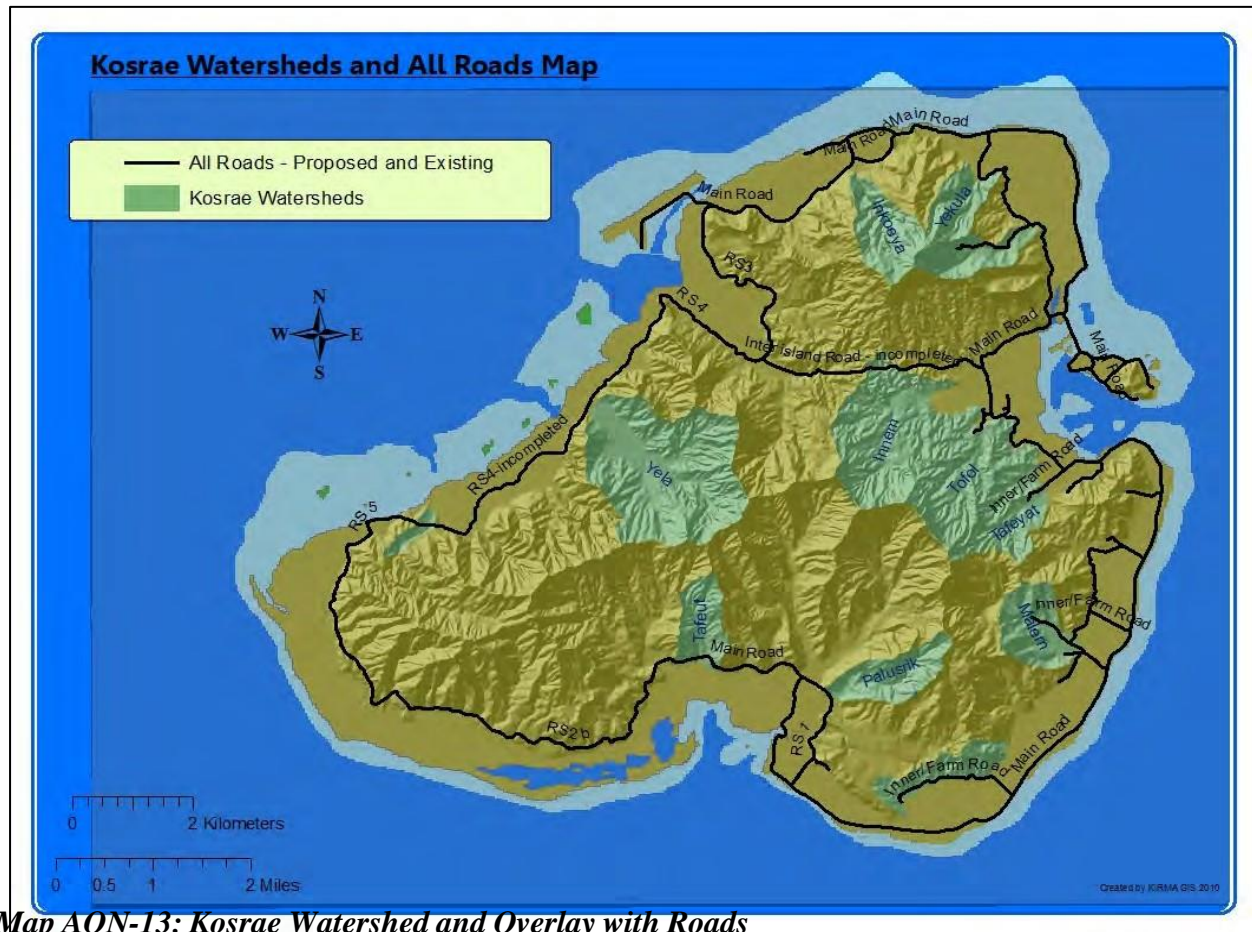 Kosrae Watersheds and All Roads Map
All Roads - Proposed and Existing
Kosrae Watersheds
Main Road
Main Road
Main Road
Inkoeya
Yekula
RS3
RS4
N
W
E
S
Inter Island Road - incompleted
Main Road
Main Road
Innem
Yela
Tofol
Inner/Farm Road
RS4-incompleted
Tafeyat
RS 5
Inner/Farm Road
Malem
Tafeut
Main Road
Palusrik
RS2b
RS 1
Main Road
Inner/Farm Road
0 2 Kilometers
0 0.5 1 2 Miles
Created by KIRMA GIS 2010
Map AON-13: Kosrae Watershed and Overlay with Roads